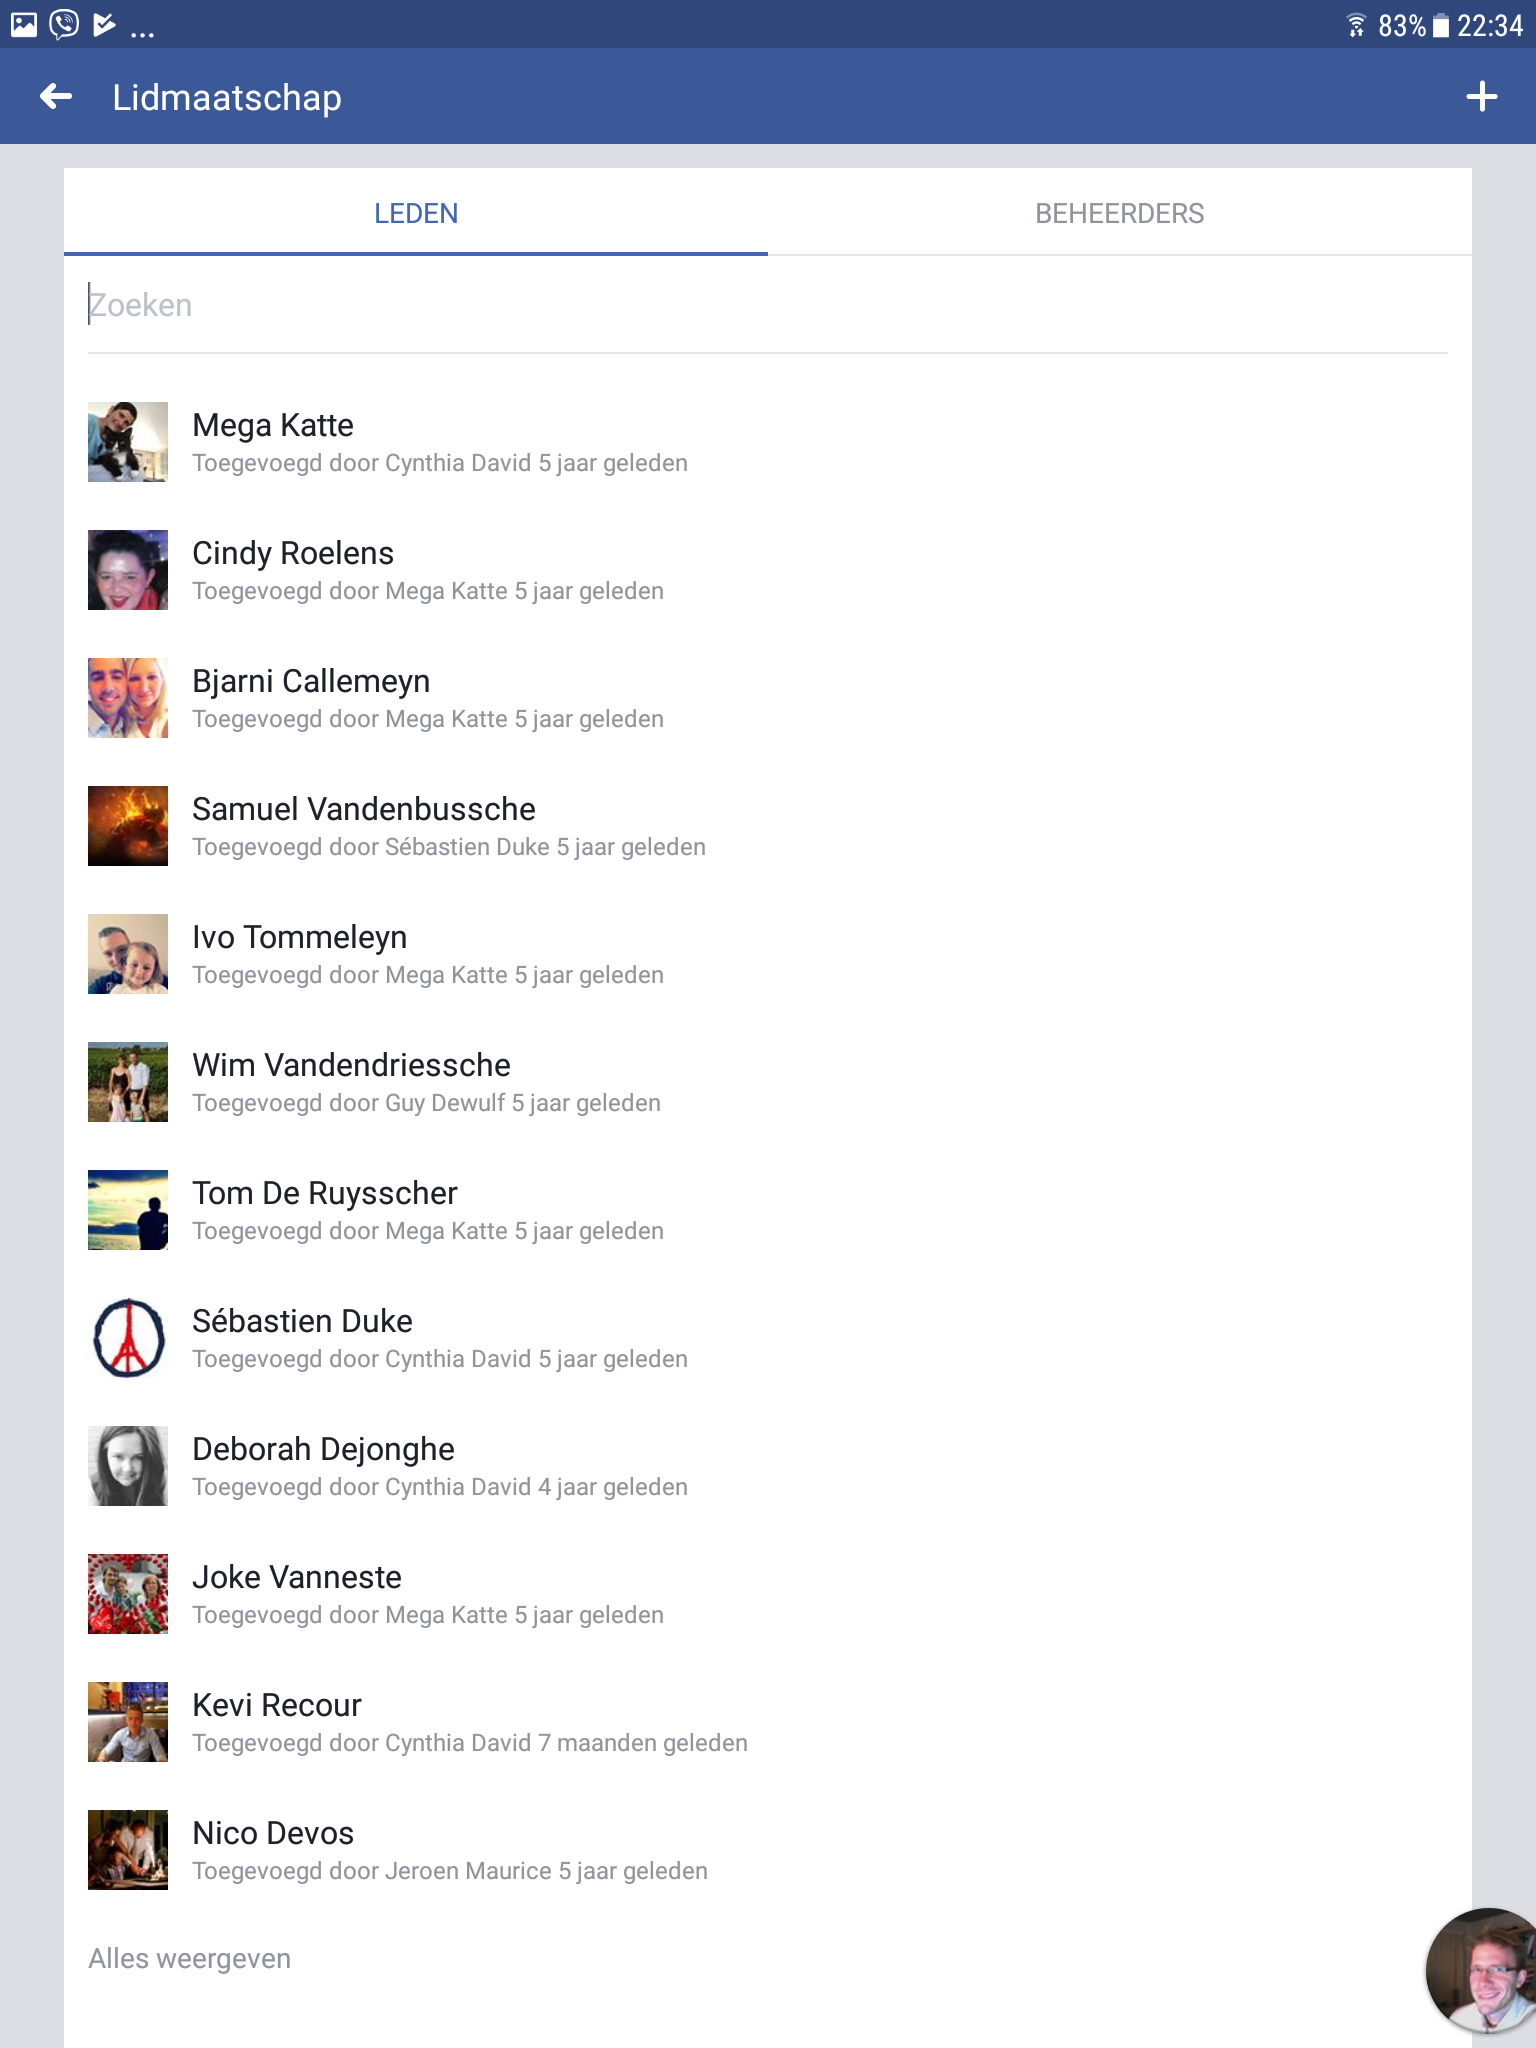 ... 83% 22:34
Lidmaatschap
LEDEN BEHEERDERS
Zoeken
Mega Katte
Toegevoegd door Cynthia David 5 jaar geleden
Cindy Roelens
Toegevoegd door Mega Katte 5 jaar geleden
Bjarni Callemeyn
Toegevoegd door Mega Katte 5 jaar geleden
Samuel Vandenbussche
Toegevoegd door Sébastien Duke 5 jaar geleden
Ivo Tommeleyn
Toegevoegd door Mega Katte 5 jaar geleden
Wim Vandendriessche
Toegevoegd door Guy Dewulf 5 jaar geleden
Tom De Ruysscher
Toegevoegd door Mega Katte 5 jaar geleden
Sébastien Duke
Toegevoegd door Cynthia David 5 jaar geleden
Deborah Dejonghe
Toegevoegd door Cynthia David 4 jaar geleden
Joke Vanneste
Toegevoegd door Mega Katte 5 jaar geleden
Kevi Recour
Toegevoegd door Cynthia David 7 maanden geleden
Nico Devos
Toegevoegd door Jeroen Maurice 5 jaar geleden
Alles weergeven